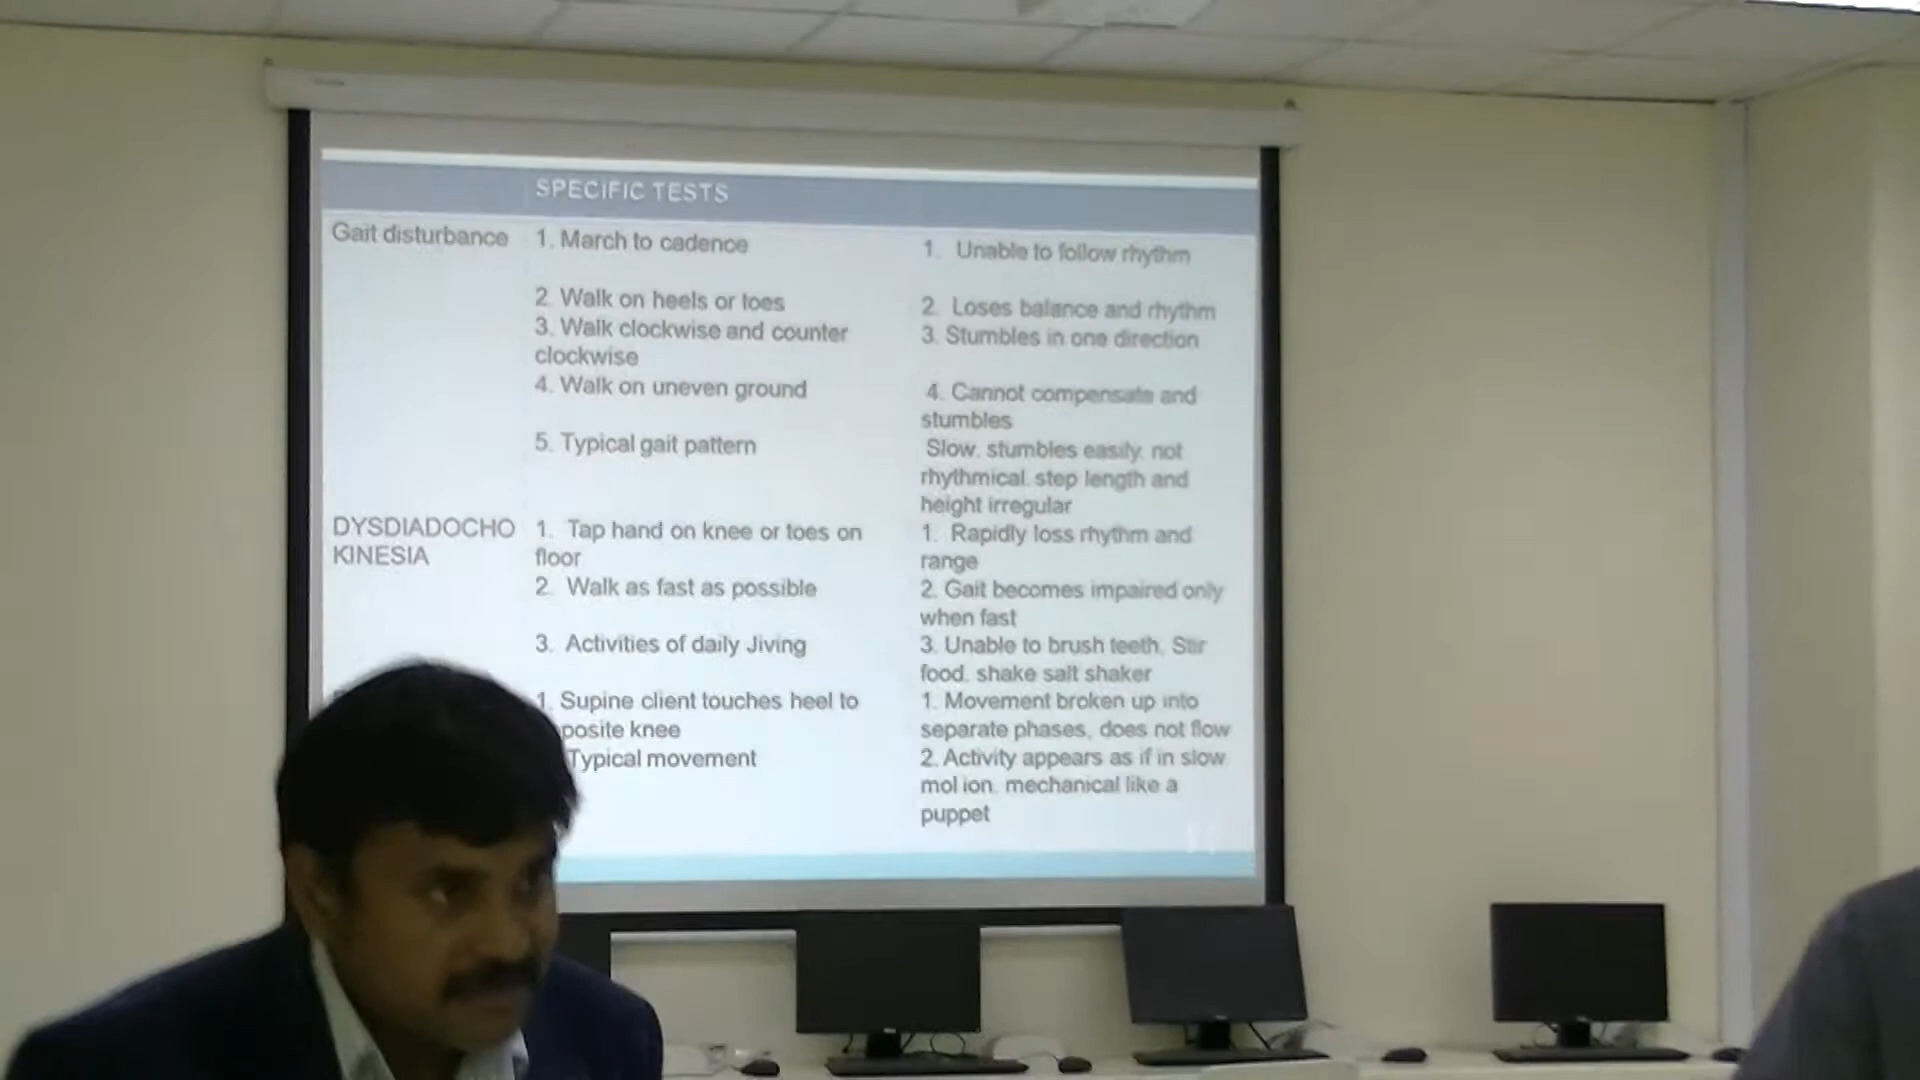 SPECIFIC TESTS
Gait disturbance
1. March to cadence
1. Unable to follow rhythm
2. Walk on heels or toes
2. Loses balance and rhythm
3. Walk clockwise and counter
clockwise
3. Stumbles in one direction
4. Walk on uneven ground
4. Cannot compensate and
stumbles
5. Typical gait pattern
Slow. stumbles easily. not
rhythmical. step length and
height irregular
DYSDIADOCHO
KINESIA
1. Tap hand on knee or toes on
floor
1. Rapidly loss rhythm and
range
2. Walk as fast as possible
2. Gait becomes impaired only
when fast
3. Activities of daily Jiving
3. Unable to brush teeth. Stir
food. shake salt shaker
1. Supine client touches heel to
posite knee
1. Movement broken up into
separate phases, does not flow
Typical movement
2. Activity appears as if in slow
mol ion. mechanical like a
puppet